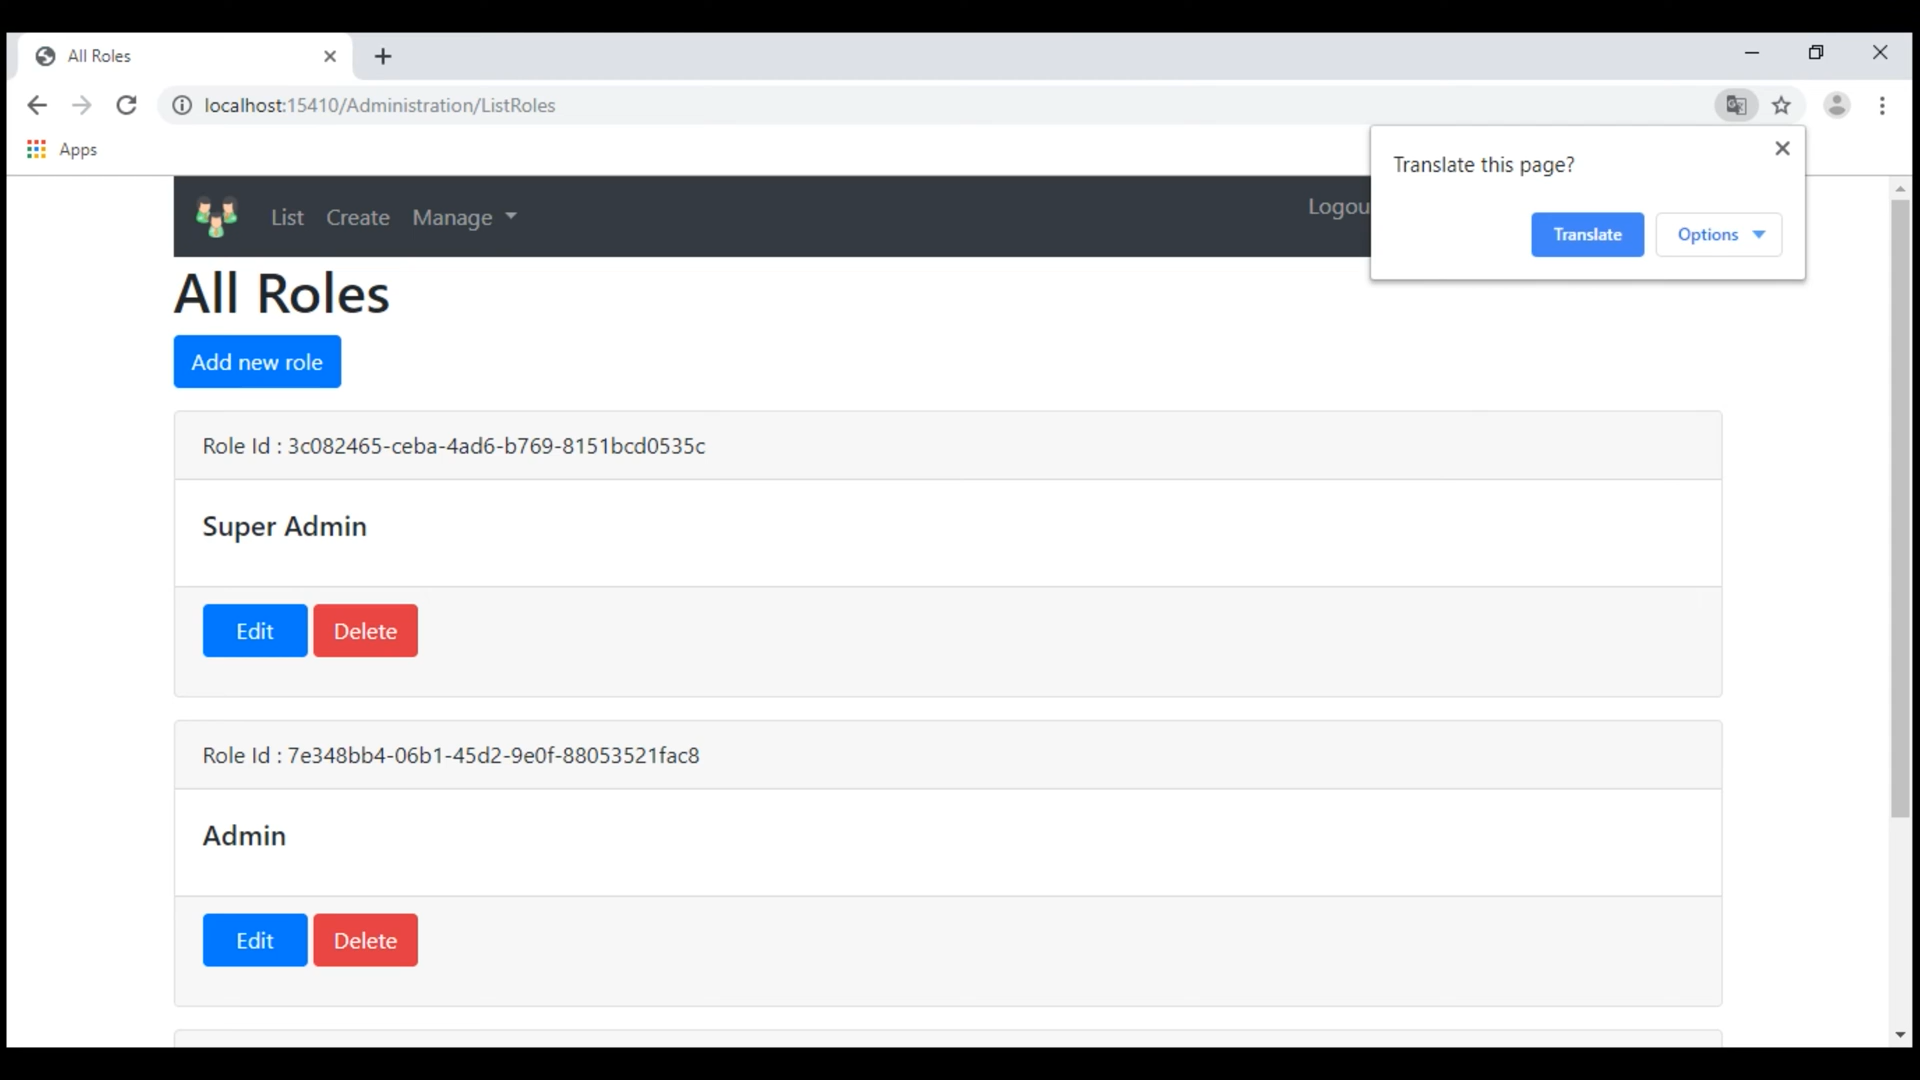 All Roles
localhost:15410/Administration/ListRoles
Apps
Translate this page?
Translate
Options
List Create Manage
Logou
All Roles
Add new role
Role Id : 3c082465-ceba-4ad6-b769-8151bcd0535c
Super Admin
Edit Delete
Role Id : 7e348bb4-06b1-45d2-9e0f-88053521fac8
Admin
Edit Delete